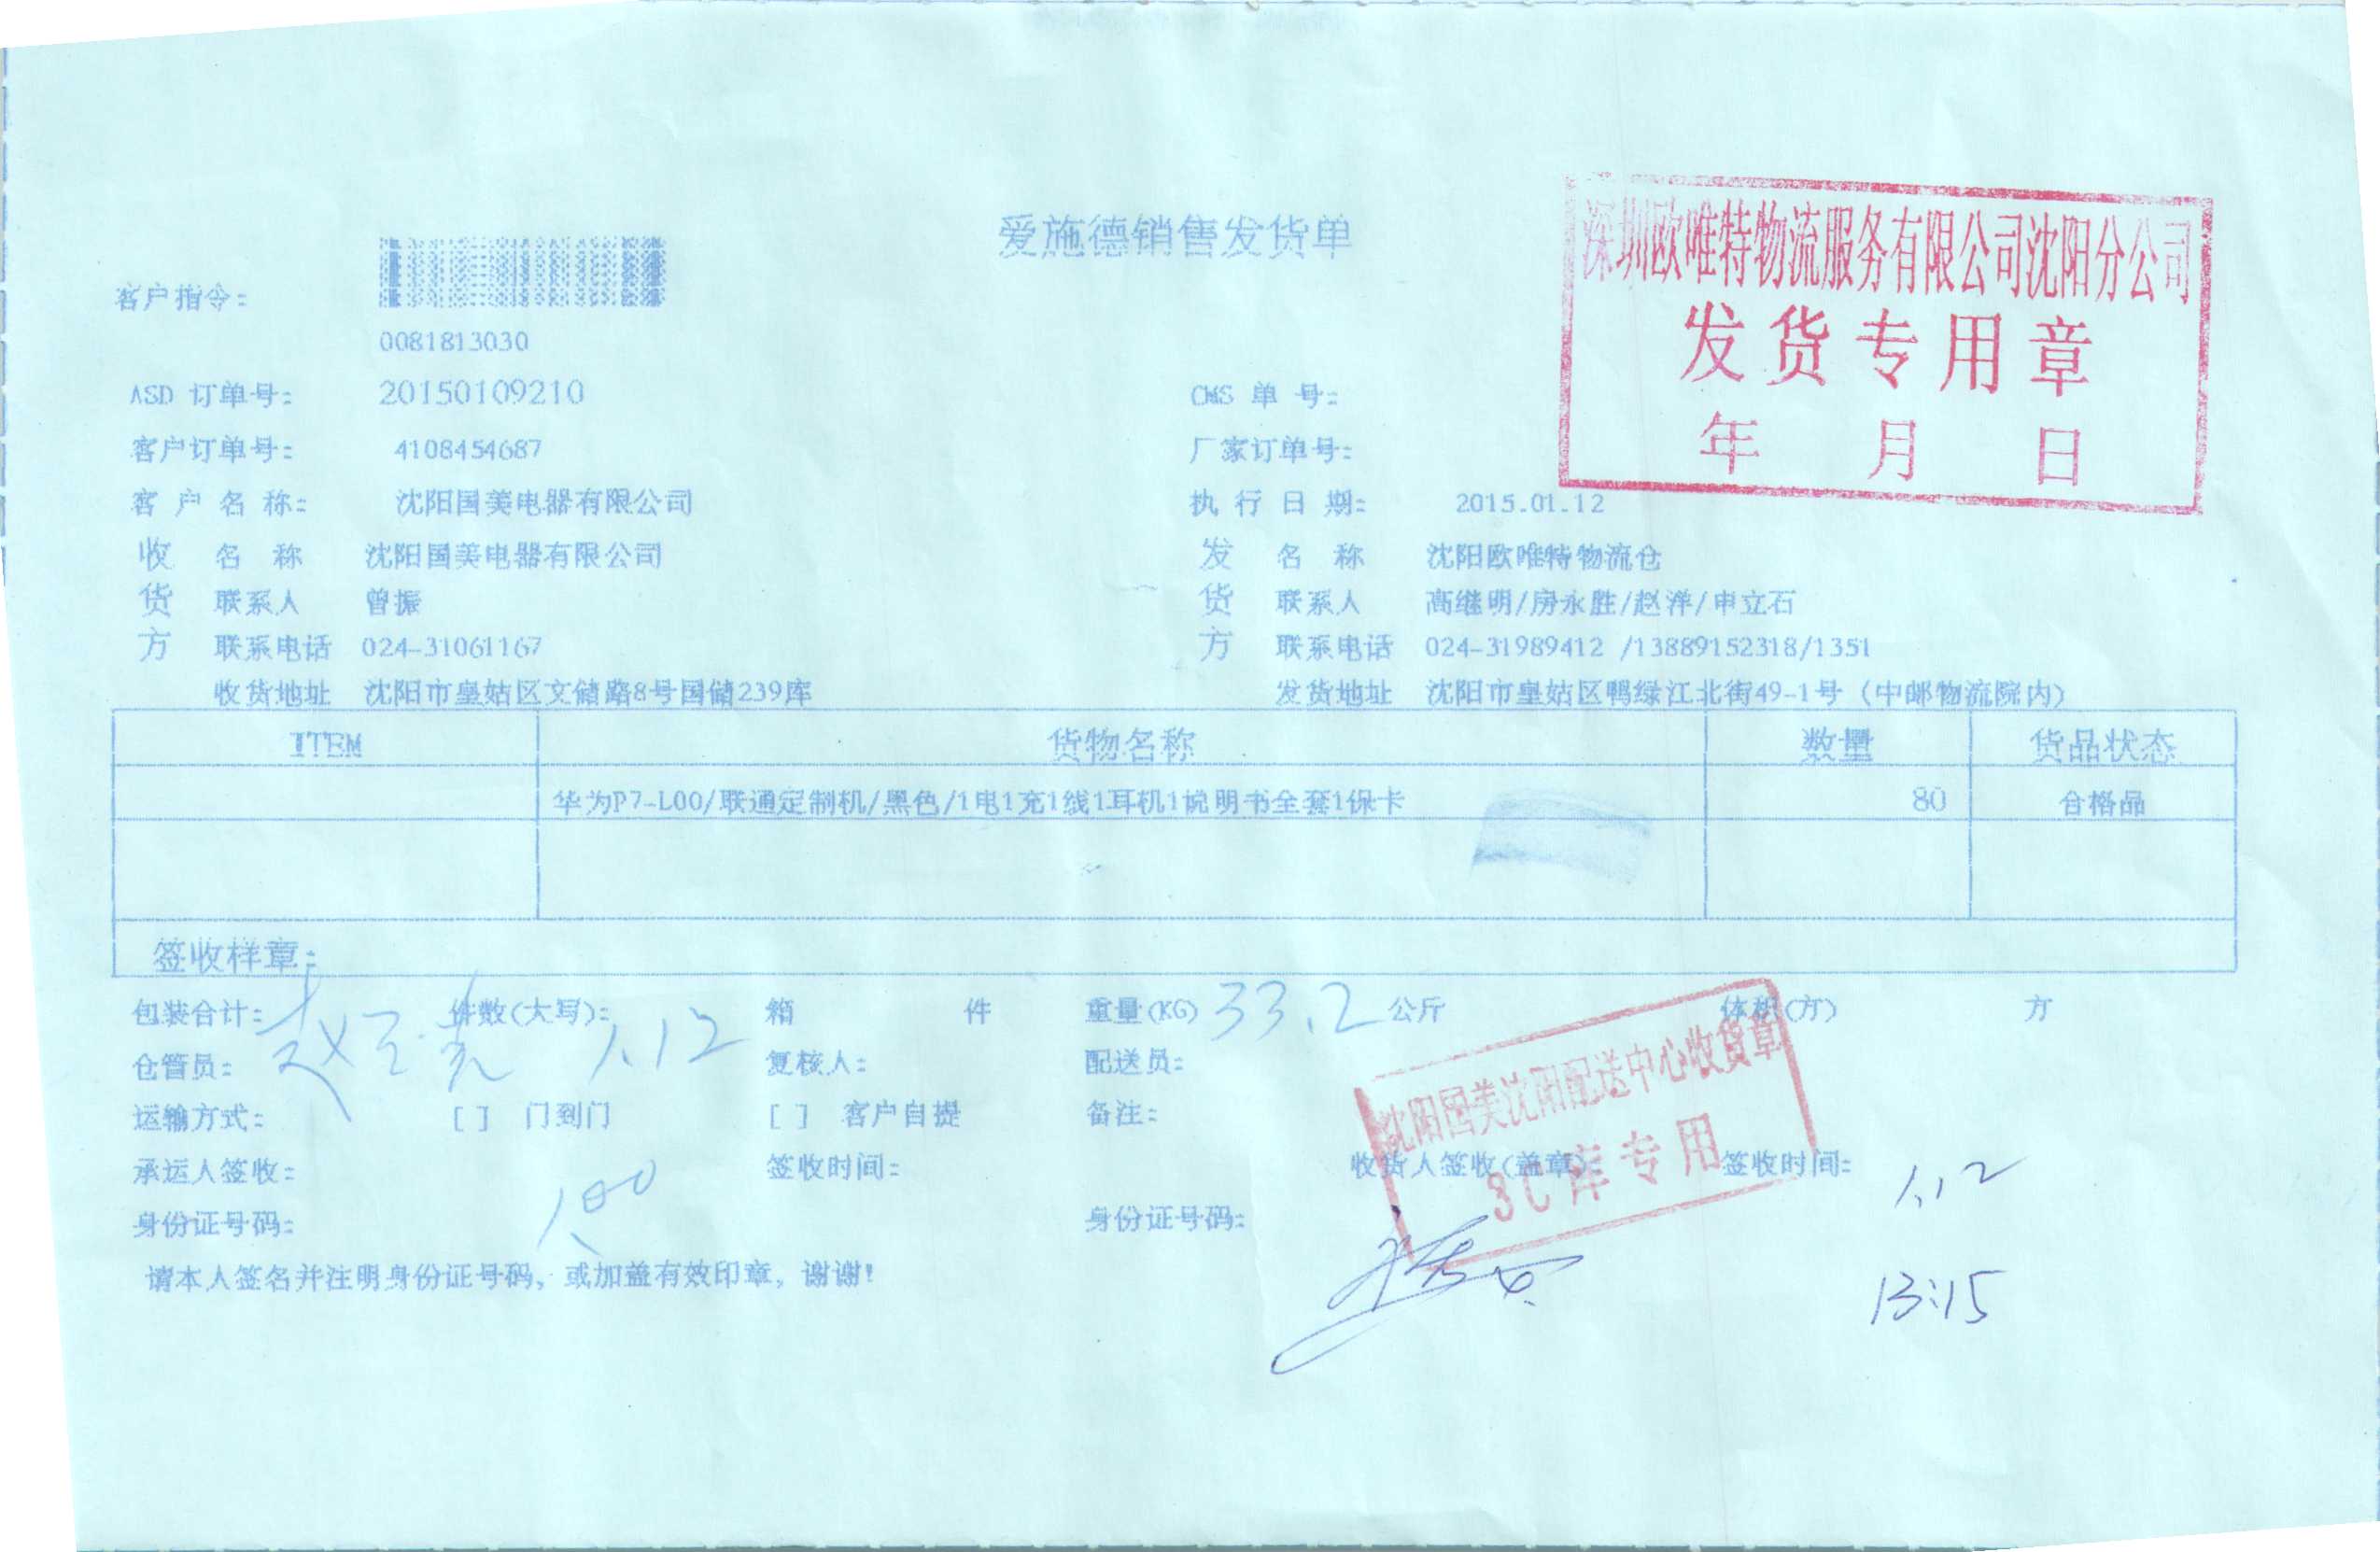 爱施德销售发货单
深圳欧唯特物流服务有限公司沈阳分公司
发货专用章
年 月 日
客户指令:
0081813030
ASD 订单号: 20150109210 OMS 单 号:
客户订单号: 4108454687 厂家订单号:
客 户 名 称: 沈阳国美电器有限公司 执 行 日 期: 2015.01.12
收 名 称 沈阳国美电器有限公司 发 名 称 沈阳欧唯特物流仓
货 联系人 曾振 货 联系人 高继明/房永胜/赵洋/申立石
方 联系电话 024-31061167 方 联系电话 024-31989412 /13889152318/1351
收货地址 沈阳市皇姑区文储路8号国储239库 发货地址 沈阳市皇姑区鸭绿江北街49-1号 (中邮物流院内)
ITEM 货物名称 数量 货品状态
华为P7-L00/联通定制机/黑色/1电1充1线1耳机1说明书全套1保卡 80 合格品
签收样章:
包装合计: 件数(大写): 箱 件 重量(KG) 33.2 公斤 体积(方) 方
仓管员: 1.12 复核人: 配送员:
运输方式: [ ] 门到门 [ ] 客户自提 备注:
沈阳国美沈阳配送中心收货章
3C库专用
承运人签收: 签收时间: 收货人签收(盖章): 签收时间: 1.12
身份证号码: 身份证号码:
13:15
请本人签名并注明身份证号码, 或加盖有效印章, 谢谢!